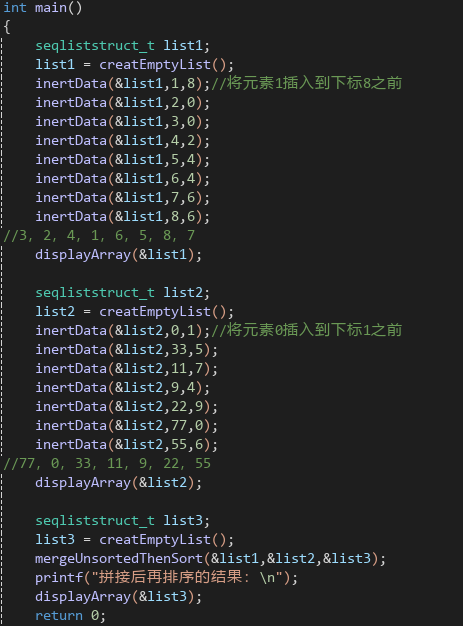 int main()
{
    seqliststruct_t list1;
    list1 = creatEmptyList();
    inertData(&list1,1,8);//将元素1插入到下标8之前
    inertData(&list1,2,0);
    inertData(&list1,3,0);
    inertData(&list1,4,2);
    inertData(&list1,5,4);
    inertData(&list1,6,4);
    inertData(&list1,7,6);
    inertData(&list1,8,6);
//3, 2, 4, 1, 6, 5, 8, 7
    displayArray(&list1);

    seqliststruct_t list2;
    list2 = creatEmptyList();
    inertData(&list2,0,1);//将元素0插入到下标1之前
    inertData(&list2,33,5);
    inertData(&list2,11,7);
    inertData(&list2,9,4);
    inertData(&list2,22,9);
    inertData(&list2,77,0);
    inertData(&list2,55,6);
//77, 0, 33, 11, 9, 22, 55
    displayArray(&list2);

    seqliststruct_t list3;
    list3 = creatEmptyList();
    mergeUnsortedThenSort(&list1,&list2,&list3);
    printf("拼接后再排序的结果: \n");
    displayArray(&list3);
    return 0;